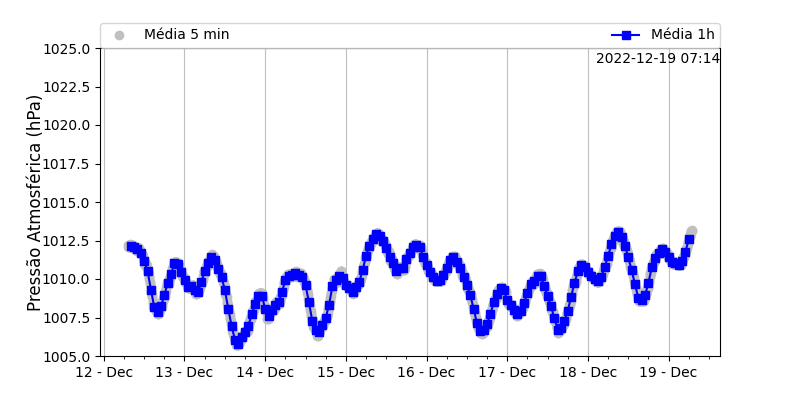 Média 5 min
Média 1h
2022-12-19 07:14
Pressão Atmosférica (hPa)
1025.0
1022.5
1020.0
1017.5
1015.0
1012.5
1010.0
1007.5
1005.0
12 - Dec
13 - Dec
14 - Dec
15 - Dec
16 - Dec
17 - Dec
18 - Dec
19 - Dec